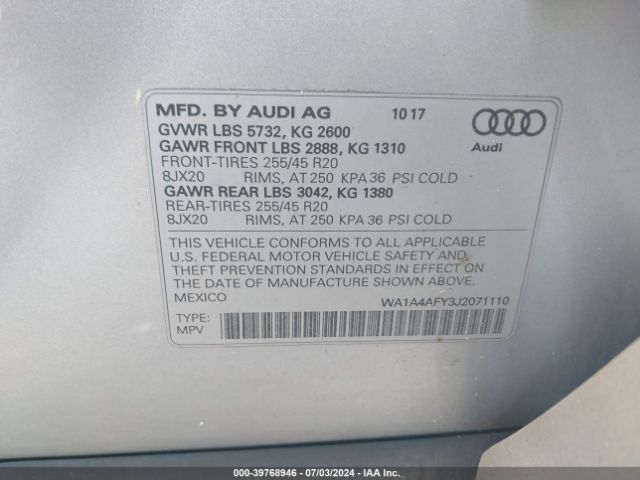 MFD. BY AUDI AG 10 17
GVWR LBS 5732, KG 2600
GAWR FRONT LBS 2888, KG 1310
FRONT-TIRES 255/45 R20
8JX20 RIMS, AT 250 KPA 36 PSI COLD
GAWR REAR LBS 3042, KG 1380
REAR-TIRES 255/45 R20
8JX20 RIMS, AT 250 KPA 36 PSI COLD
Audi
THIS VEHICLE CONFORMS TO ALL APPLICABLE
U.S. FEDERAL MOTOR VEHICLE SAFETY AND
THEFT PREVENTION STANDARDS IN EFFECT ON
THE DATE OF MANUFACTURE SHOWN ABOVE.
MEXICO WA1A4AFY3J2071110
TYPE:
MPV
000-39768946 - 07/03/2024 - IAA Inc.